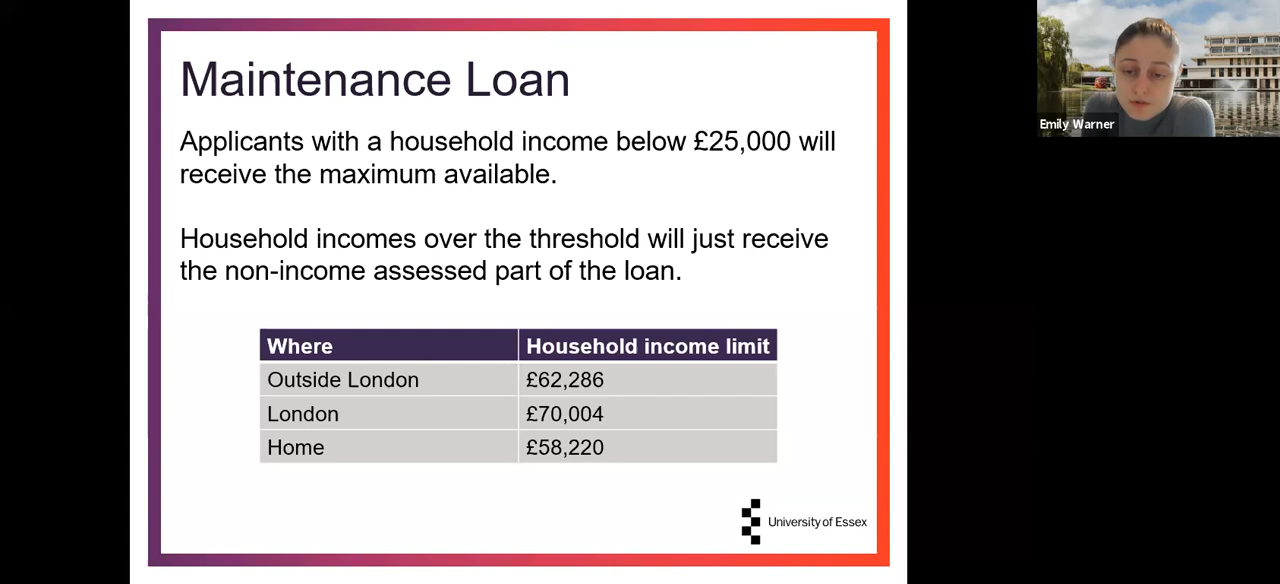 Maintenance Loan
Applicants with a household income below £25,000 will
receive the maximum available.
Household incomes over the threshold will just receive
the non-income assessed part of the loan.
Where Household income limit
Outside London £62,286
London £70,004
Home £58,220
University of Essex
Emily Warner